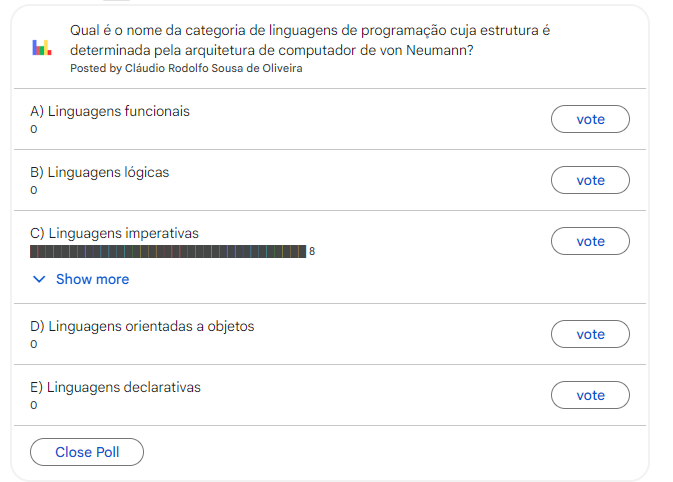 Qual é o nome da categoria de linguagens de programação cuja estrutura é
determinada pela arquitetura de computador de von Neumann?
Posted by Cláudio Rodolfo Sousa de Oliveira
A) Linguagens funcionais
0
vote
B) Linguagens lógicas
0
vote
C) Linguagens imperativas
8
vote
Show more
D) Linguagens orientadas a objetos
0
vote
E) Linguagens declarativas
0
vote
Close Poll